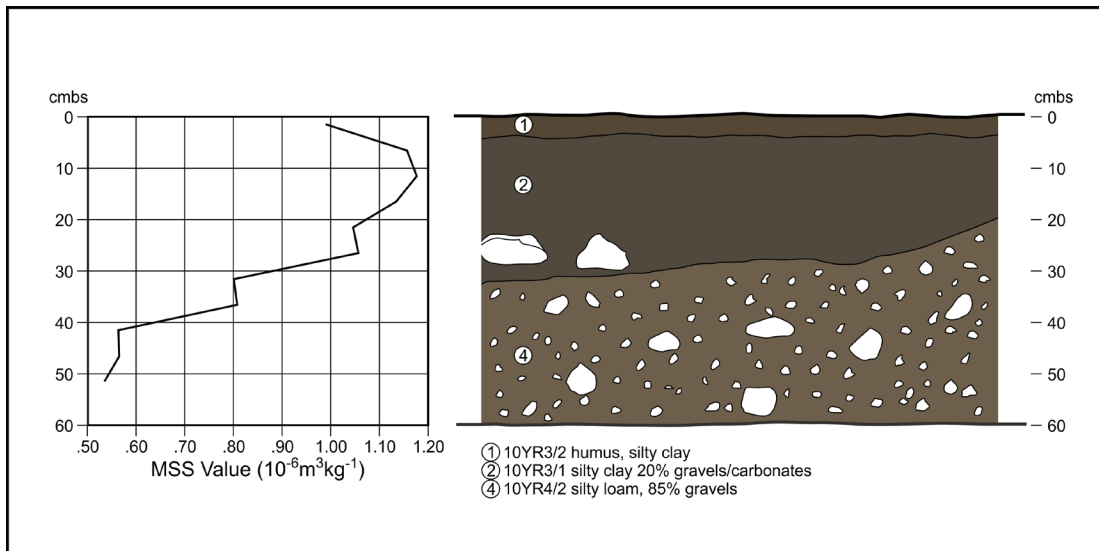 cmbs
0
10
20
30
40
50
60
.50 .60 .70 .80 .90 1.00 1.10 1.20
MSS Value (10-6m3kg-1)
cmbs
0
10
20
30
40
50
60
1
2
4
1 10YR3/2 humus, silty clay
2 10YR3/1 silty clay 20% gravels/carbonates
4 10YR4/2 silty loam, 85% gravels